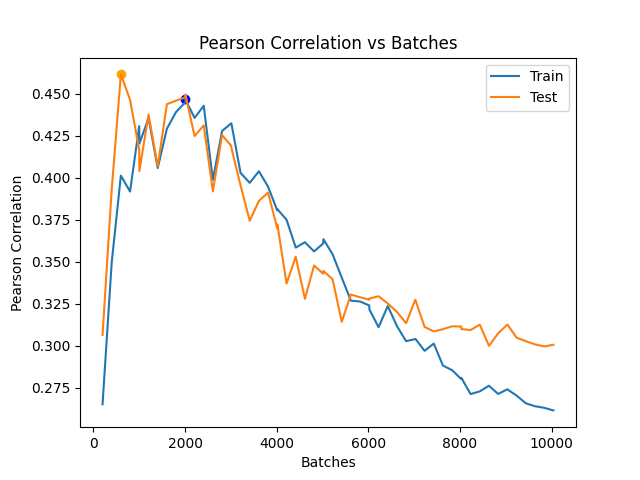 Pearson Correlation vs Batches
Train
Test
0.450
0.425
0.400
0.375
0.350
0.325
0.300
0.275
Pearson Correlation
0
2000
4000
6000
8000
10000
Batches